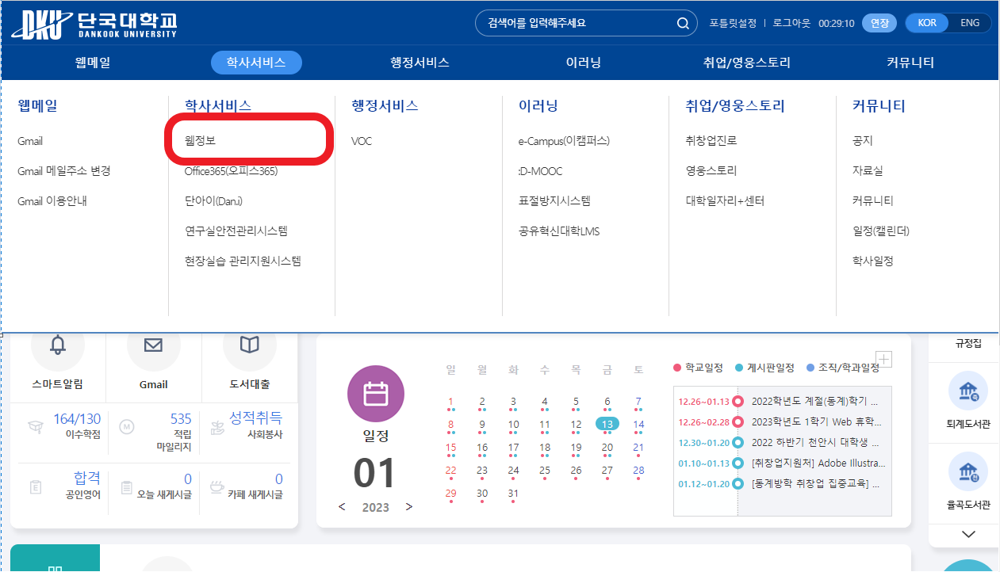 DKU 단국대학교
DANKOOK UNIVERSITY
검색어를 입력해주세요
포틀릿설정 | 로그아웃 00:29:10 연장 KOR ENG
웹메일 학사서비스 행정서비스 이러닝 취업/영웅스토리 커뮤니티
웹메일
Gmail
Gmail 메일주소 변경
Gmail 이용안내
학사서비스
웹정보
Office365(오피스365)
단아이(Dan.i)
연구실안전관리시스템
현장실습 관리지원시스템
행정서비스
VOC
이러닝
e-Campus(이캠퍼스)
:D-MOOC
표절방지시스템
공유혁신대학LMS
취업/영웅스토리
취창업진로
영웅스토리
대학일자리+센터
커뮤니티
공지
자료실
커뮤니티
일정(캘린더)
학사일정
스마트알림 Gmail 도서대출
164/130
이수학점
M
535
적립
마일리지
성적취득
사회봉사
E
합격
공인영어
0
오늘 새게시글
0
카페 새게시글
일정
01
< 2023 >
일 월 화 수 목 금 토
1 2 3 4 5 6 7
8 9 10 11 12 13 14
15 16 17 18 19 20 21
22 23 24 25 26 27 28
29 30 31
학교일정 게시판일정 조직/학과일정
12.26~01.13 2022학년도 계절(동계)학기 ...
12.26~02.28 2023학년도 1학기 Web 휴학...
12.30~01.20 2022 하반기 천안시 대학생 ...
01.10~01.13 [취창업지원처] Adobe Illustra...
01.12~01.20 [동계방학 취창업 집중교육] ...
규정집
퇴계도서관
율곡도서관